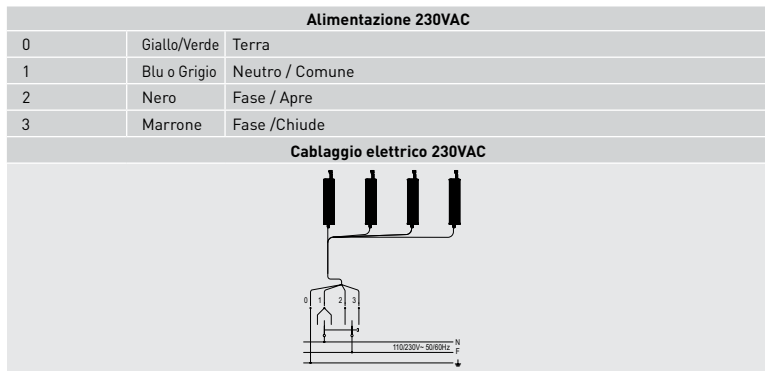 Alimentazione 230VAC
0 Giallo/Verde Terra
1 Blu o Grigio Neutro / Comune
2 Nero Fase / Apre
3 Marrone Fase /Chiude
Cablaggio elettrico 230VAC
0 1 2 3
N
110/230V~ 50/60Hz F